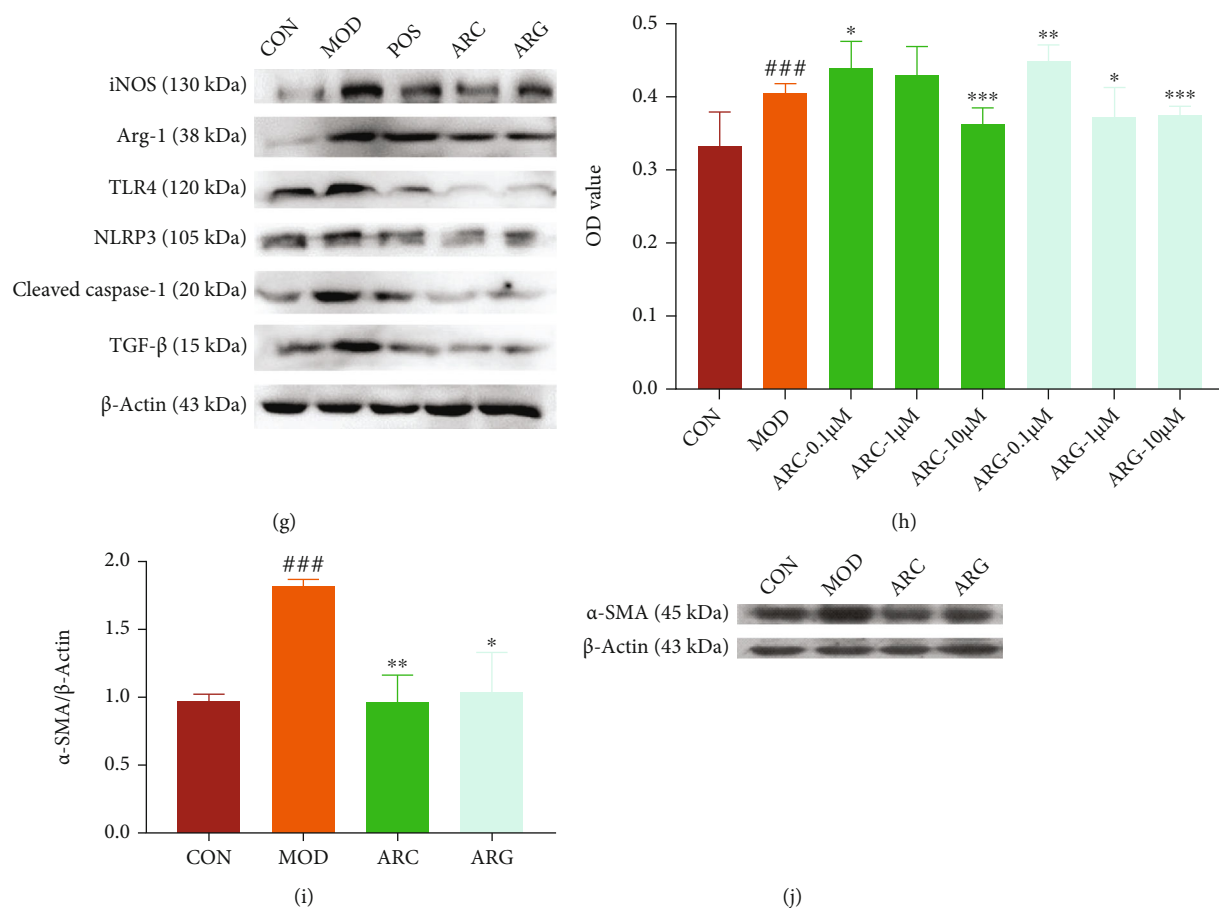 CON MOD POS ARC ARG
iNOS (130 kDa)
Arg-1 (38 kDa)
TLR4 (120 kDa)
NLRP3 (105 kDa)
Cleaved caspase-1 (20 kDa)
TGF-β (15 kDa)
β-Actin (43 kDa)
(g)
OD value
0.5
0.4
0.3
0.2
0.1
0.0
###
*
***
**
*
***
CON MOD ARC-0.1μM ARC-1μM ARC-10μM ARG-0.1μM ARG-1μM ARG-10μM
(h)
α-SMA/β-Actin
2.0
1.5
1.0
0.5
0.0
###
**
*
CON MOD ARC ARG
(i)
CON MOD ARC ARG
α-SMA (45 kDa)
β-Actin (43 kDa)
(j)